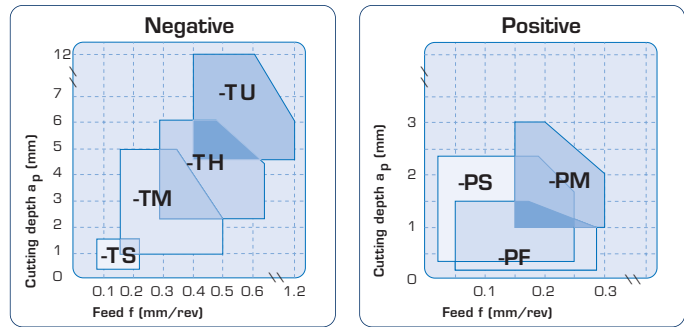 Negative
Cutting depth ap (mm)
12
7
6
5
4
3
2
1
0
-TU
-TH
-TM
-TS
0.1 0.2 0.3 0.4 0.5 0.6 1.2
Feed f (mm/rev)
Positive
Cutting depth ap (mm)
3
2
1
0
-PS
-PM
-PF
0.1 0.2 0.3
Feed f (mm/rev)